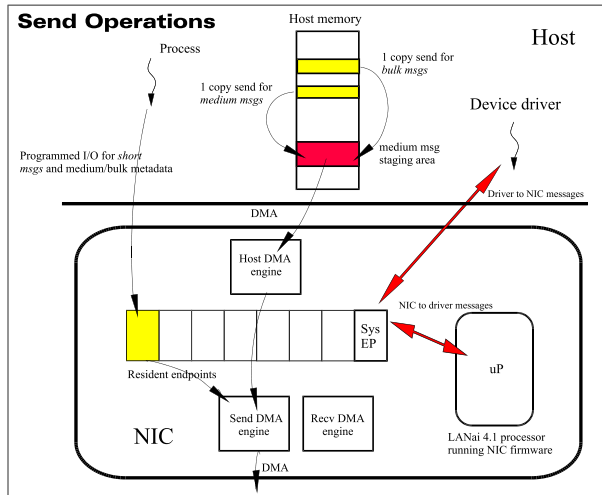 Send Operations
Host memory
Host
Process
1 copy send for
bulk msgs
1 copy send for
medium msgs
Device driver
Programmed I/O for short
msgs and medium/bulk metadata
medium msg
staging area
Driver to NIC messages
DMA
Host DMA
engine
NIC to driver messages
Sys
EP
uP
Resident endpoints
Send DMA
engine
Recv DMA
engine
NIC
LANai 4.1 processor
running NIC firmware
DMA